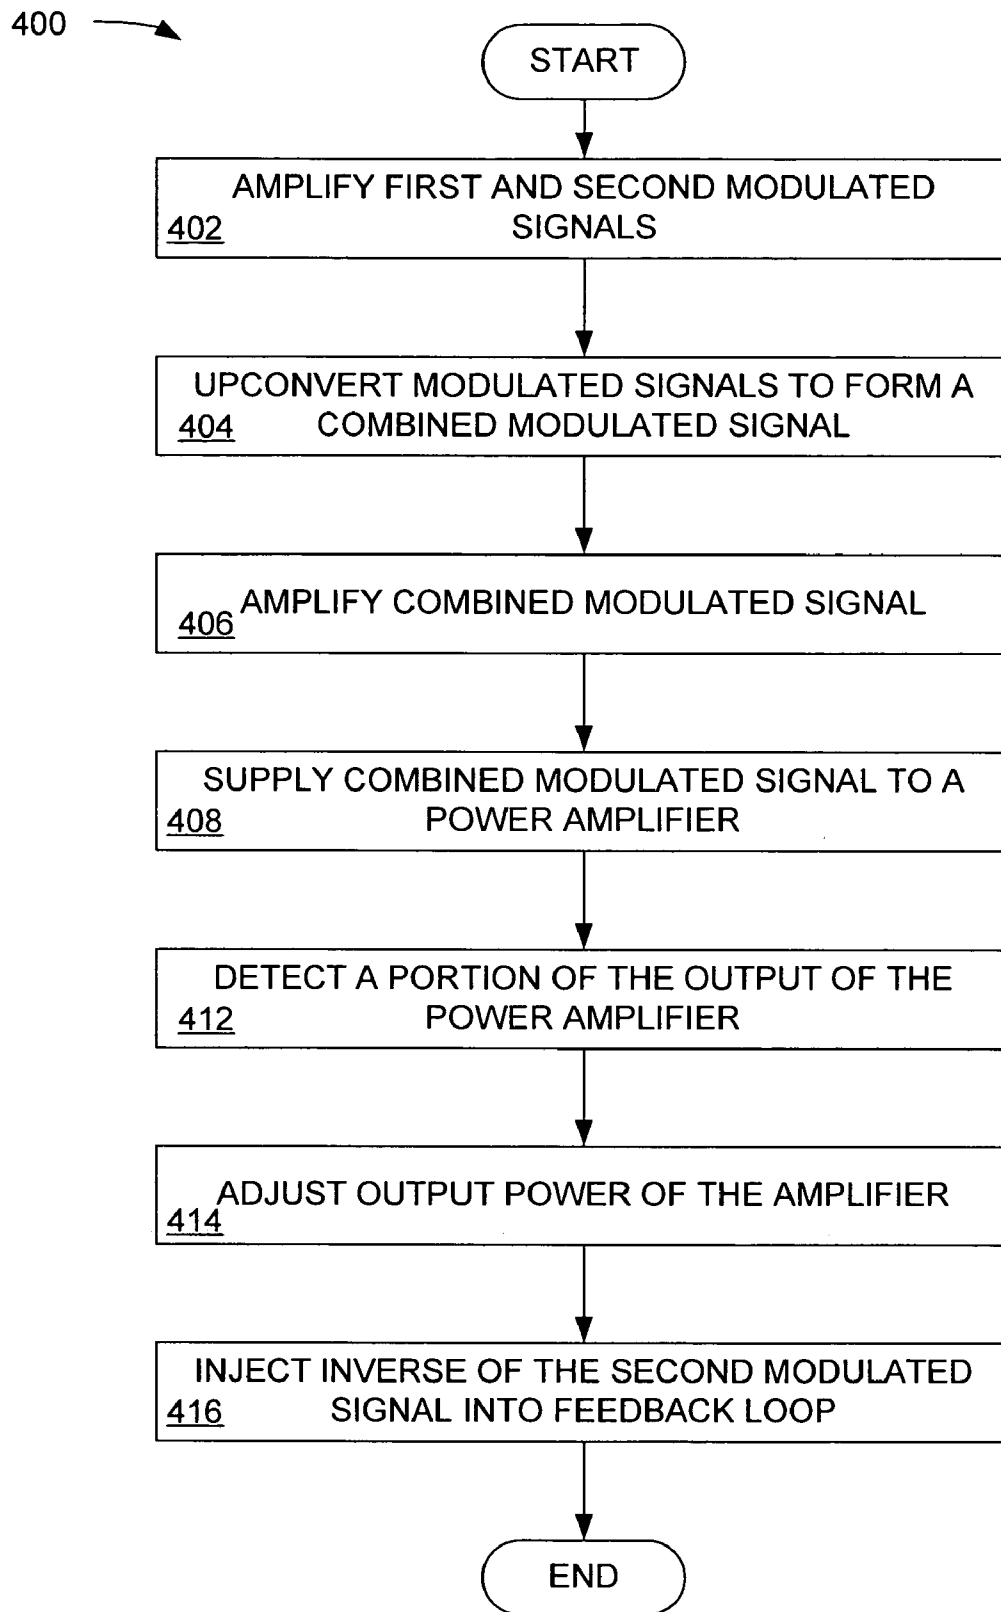 400
START
AMPLIFY FIRST AND SECOND MODULATED
SIGNALS
402
UPCONVERT MODULATED SIGNALS TO FORM A
COMBINED MODULATED SIGNAL
404
AMPLIFY COMBINED MODULATED SIGNAL
406
SUPPLY COMBINED MODULATED SIGNAL TO A
POWER AMPLIFIER
408
DETECT A PORTION OF THE OUTPUT OF THE
POWER AMPLIFIER
412
ADJUST OUTPUT POWER OF THE AMPLIFIER
414
INJECT INVERSE OF THE SECOND MODULATED
SIGNAL INTO FEEDBACK LOOP
416
END